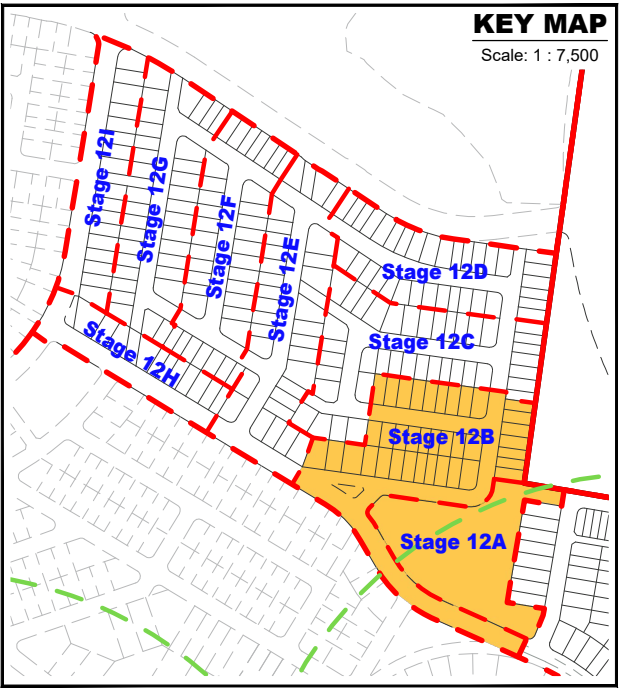 KEY MAP
Scale: 1 : 7,500
Stage 12I
Stage 12G
Stage 12F
Stage 12E
Stage 12D
Stage 12C
Stage 12H
Stage 12B
Stage 12A